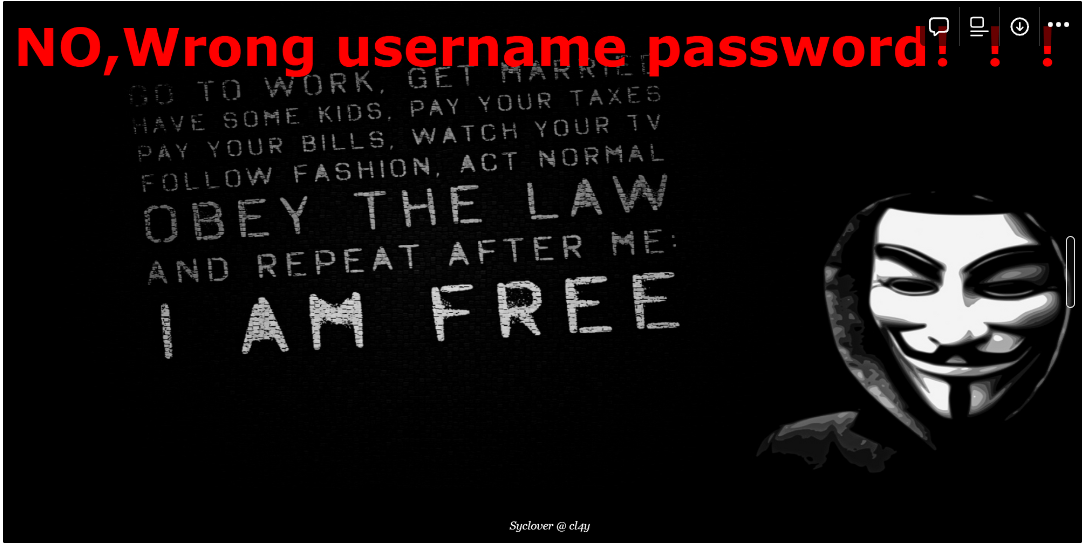 NO,Wrong username password！！！
GO TO WORK, GET MARRIED
HAVE SOME KIDS, PAY YOUR TAXES
PAY YOUR BILLS, WATCH YOUR TV
FOLLOW FASHION, ACT NORMAL
OBEY THE LAW
AND REPEAT AFTER ME:
I AM FREE
Syclover @ cl4y